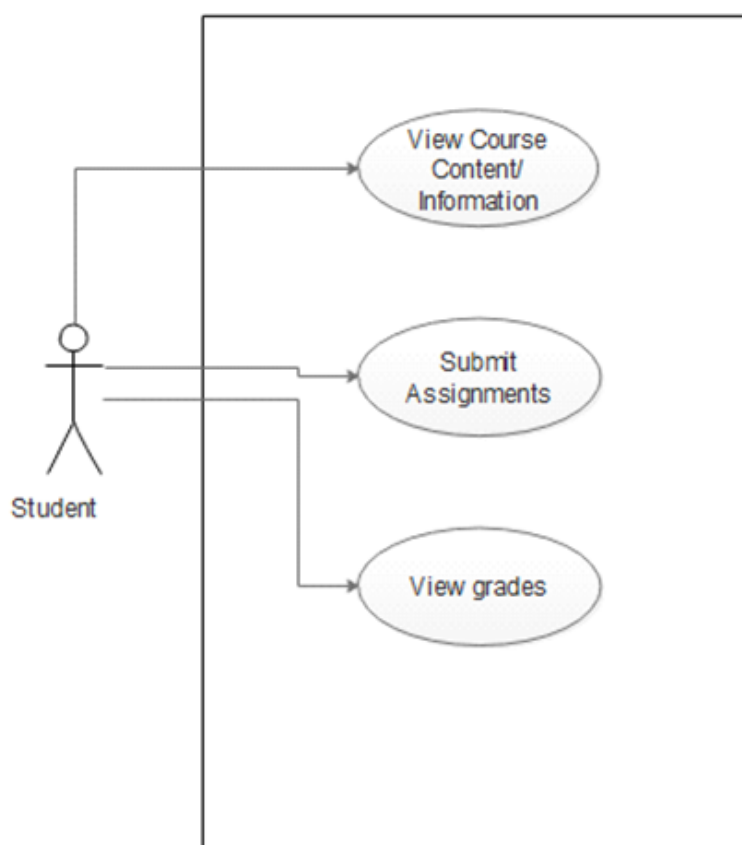 View Course
Content/
Information
Submit
Assignments
Student
View grades